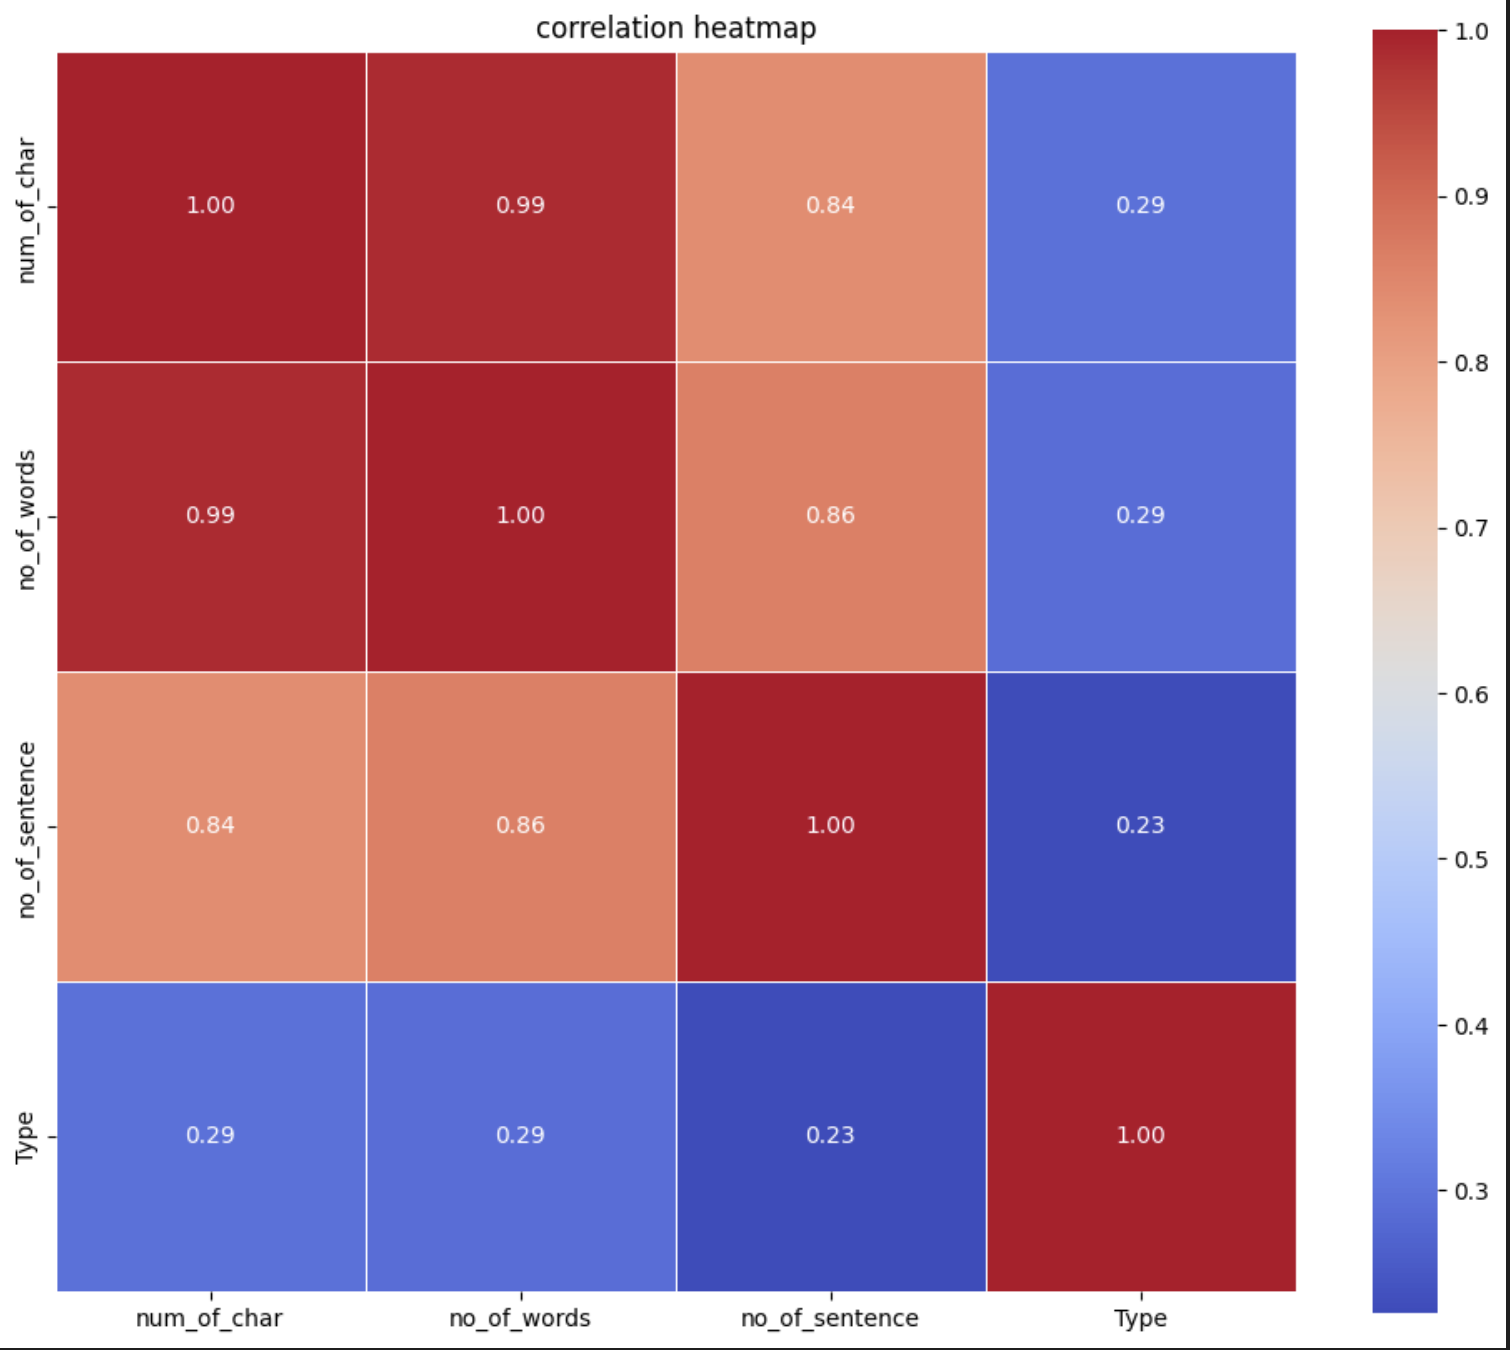 correlation heatmap
num_of_char 1.00 0.99 0.84 0.29
no_of_words 0.99 1.00 0.86 0.29
no_of_sentence 0.84 0.86 1.00 0.23
Type 0.29 0.29 0.23 1.00
num_of_char no_of_words no_of_sentence Type
1.0
0.9
0.8
0.7
0.6
0.5
0.4
0.3